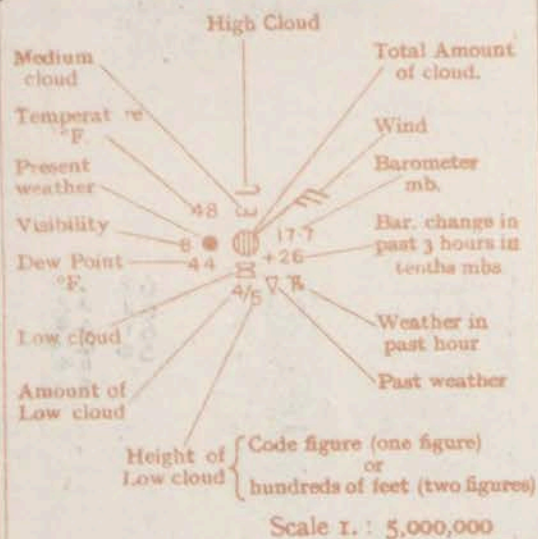 High Cloud
Medium
cloud
Total Amount
of cloud.
Temperat re
°F.
Wind
Present
weather
Barometer
mb.
Visibility
Bar. change in
past 3 hours in
tenths mbs
Dew Point
°F.
48
8
17.7
44
+26
4/5
Low cloud
Weather in
past hour
Amount of
Low cloud
Past weather
Height of
Low cloud
Code figure (one figure)
or
hundreds of feet (two figures)
Scale 1. : 5,000,000